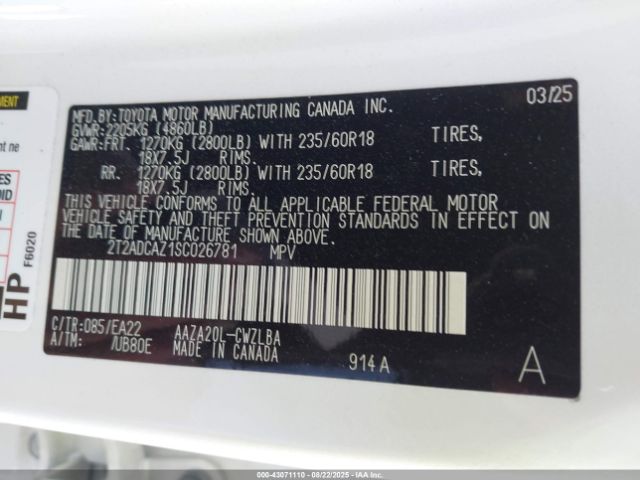 MFD.BY:TOYOTA MOTOR MANUFACTURING CANADA INC. 03/25
GVWR:2205KG (4860LB)
GAWR:FRT. 1270KG (2800LB) WITH 235/60R18 TIRES,
18X7.5J RIMS.
RR. 1270KG (2800LB) WITH 235/60R18 TIRES,
18X7.5J RIMS.
THIS VEHICLE CONFORMS TO ALL APPLICABLE FEDERAL MOTOR
VEHICLE SAFETY AND THEFT PREVENTION STANDARDS IN EFFECT ON
THE DATE OF MANUFACTURE SHOWN ABOVE.
2T2ADCAZ1SC026781 MPV
C/TR:085/EA22 AAZA20L-CWZLBA
A/TM: /UB80E MADE IN CANADA 914A A
HP
F6020
00-43071110 - 08/22/2025 - IAAI.COM